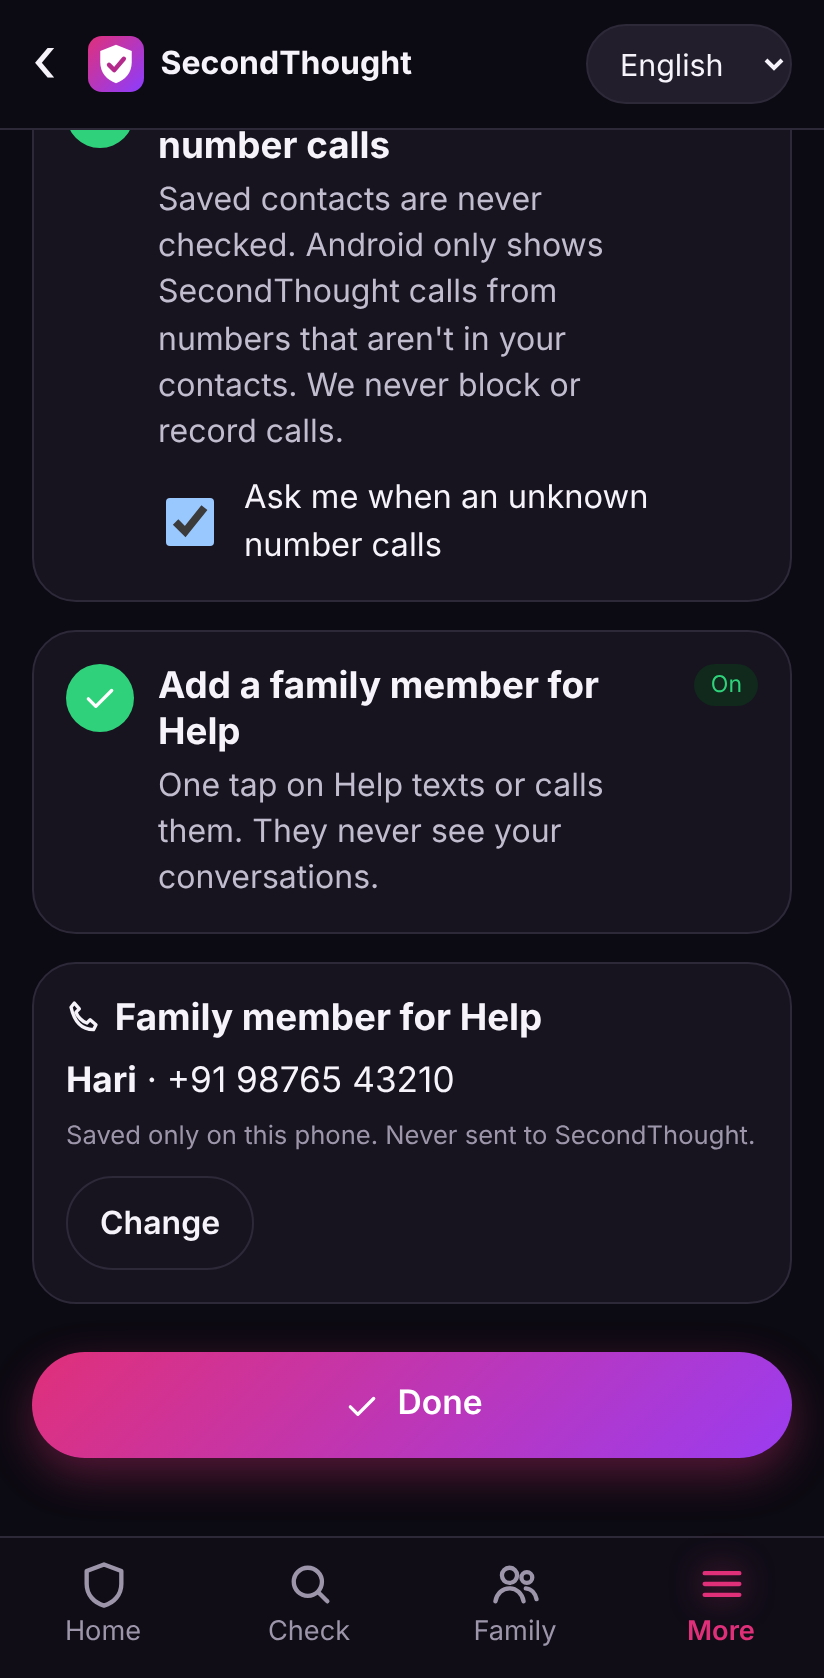 SecondThought
English
number calls
Saved contacts are never
checked. Android only shows
SecondThought calls from
numbers that aren't in your
contacts. We never block or
record calls.
Ask me when an unknown
number calls
Add a family member for
Help
On
One tap on Help texts or calls
them. They never see your
conversations.
Family member for Help
Hari · +91 98765 43210
Saved only on this phone. Never sent to SecondThought.
Change
Done
Home
Check
Family
More